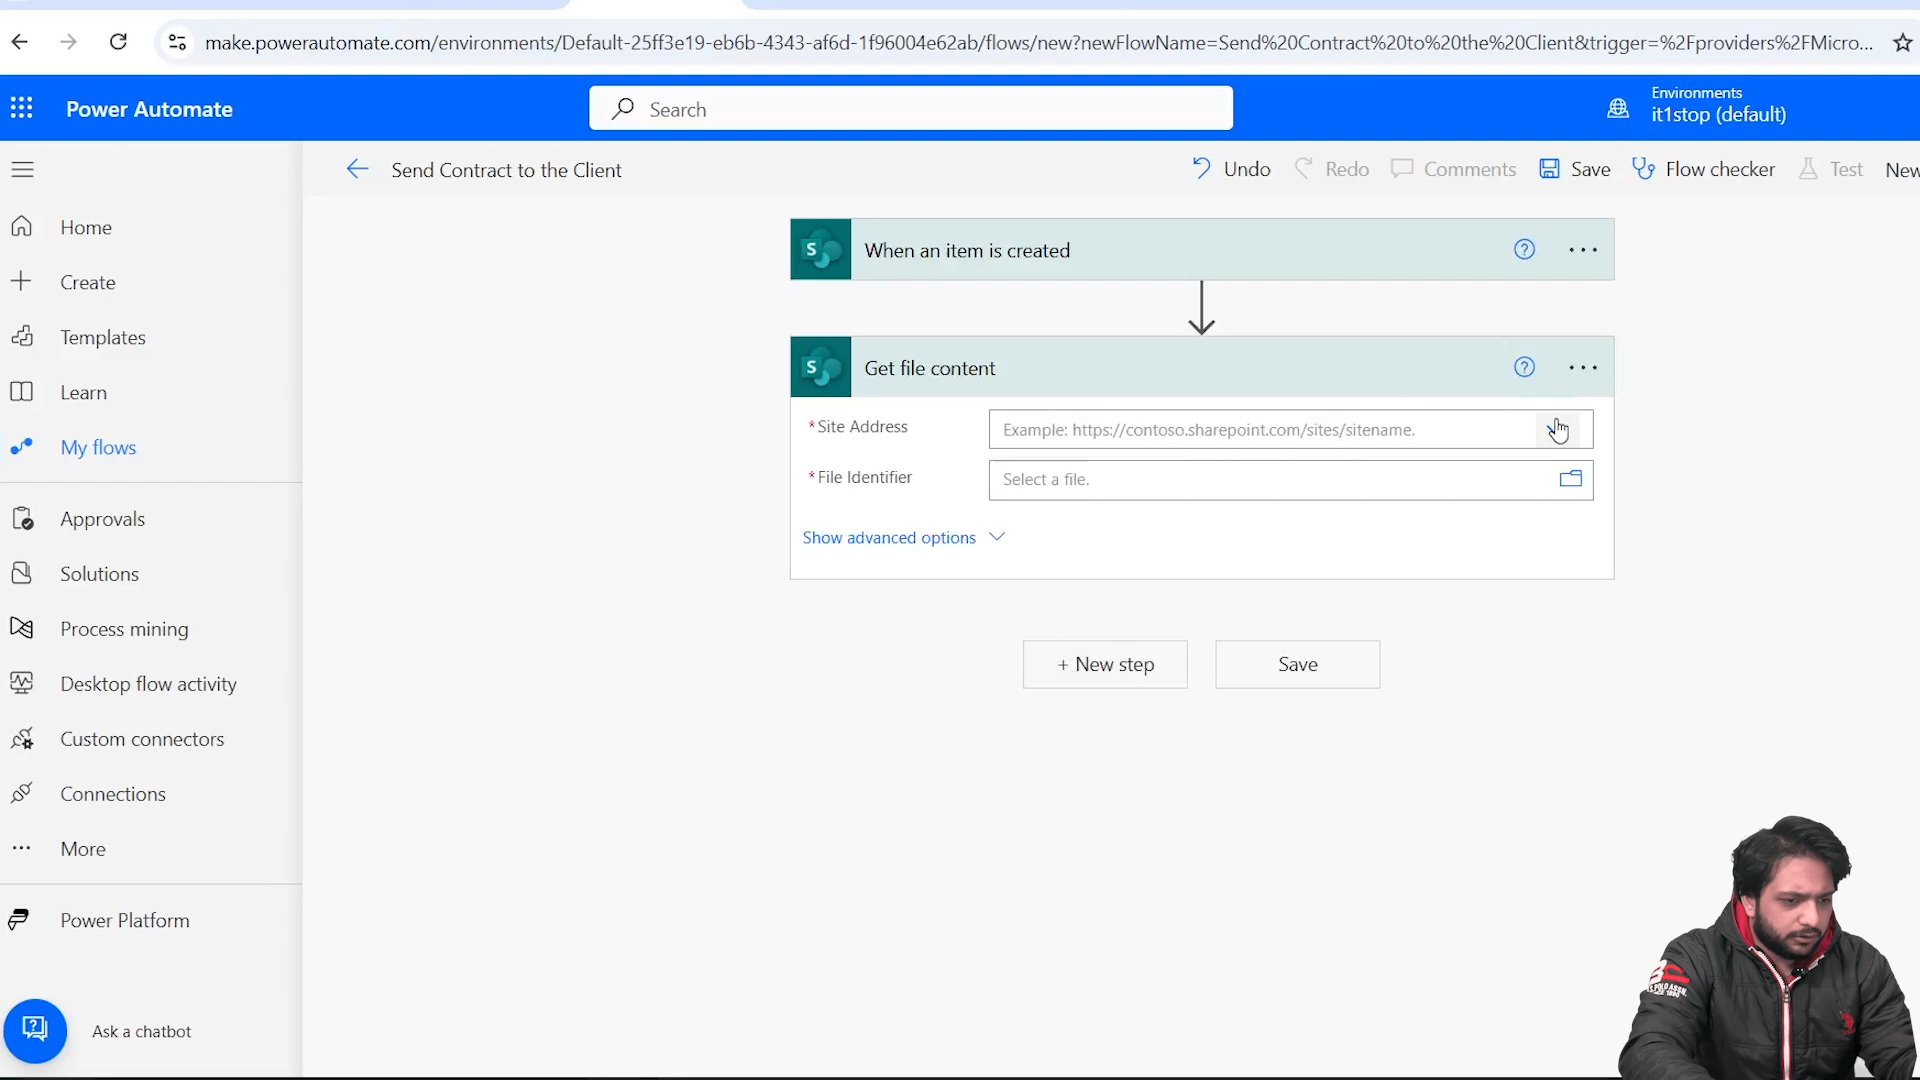 make.powerautomate.com/environments/Default-25ff3e19-eb6b-4343-af6d-1f96004e62ab/flows/new?newFlowName=Send%20Contract%20to%20the%20Client&trigger=%2Fproviders%2FMicro...
Power Automate
Search
Environments
it1stop (default)
Send Contract to the Client
Undo
Redo
Comments
Save
Flow checker
Test
New
Home
Create
Templates
Learn
My flows
Approvals
Solutions
Process mining
Desktop flow activity
Custom connectors
Connections
More
Power Platform
Ask a chatbot
S
When an item is created
S
Get file content
*Site Address
Example: https://contoso.sharepoint.com/sites/sitename.
*File Identifier
Select a file.
Show advanced options
+ New step
Save